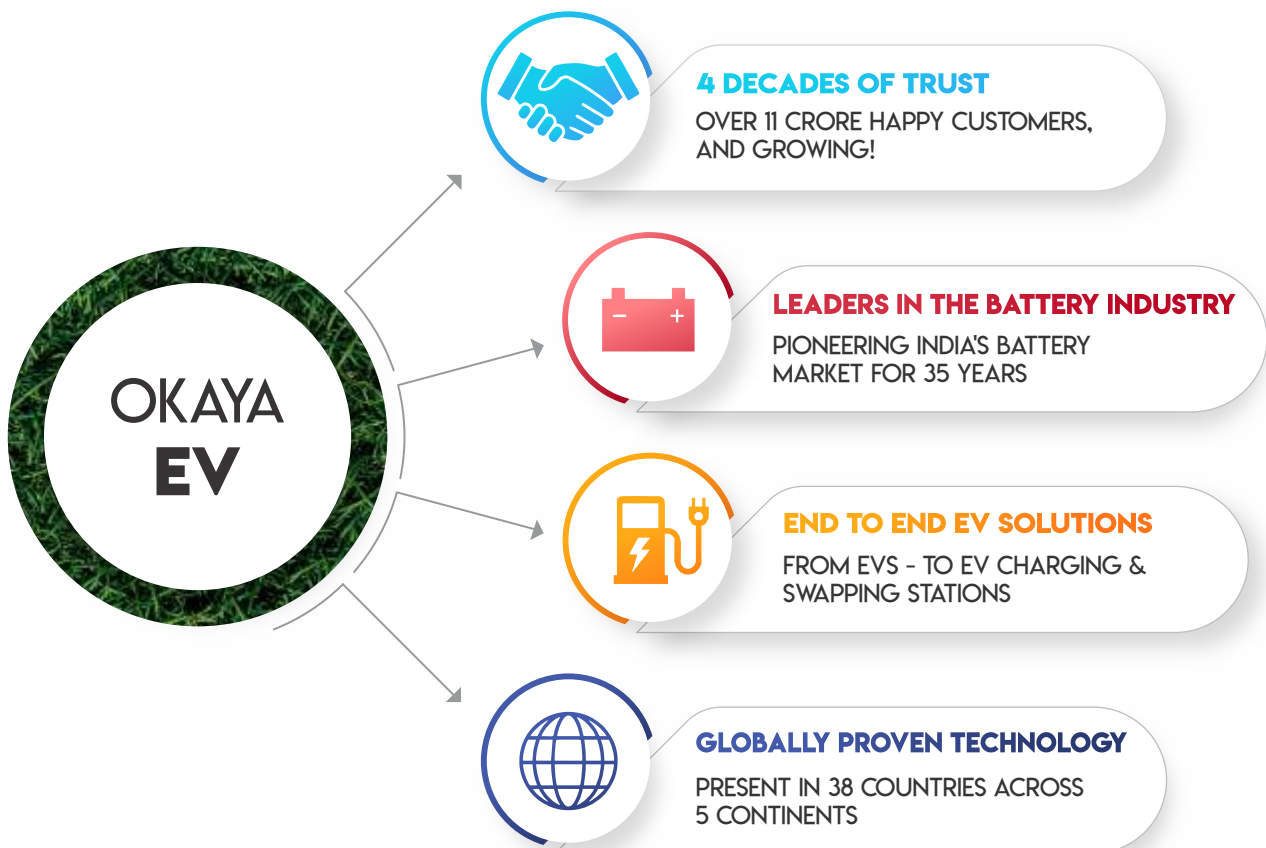 OKAYA
EV
4 DECADES OF TRUST
OVER 11 CRORE HAPPY CUSTOMERS,
AND GROWING!
LEADERS IN THE BATTERY INDUSTRY
PIONEERING INDIA'S BATTERY
MARKET FOR 35 YEARS
END TO END EV SOLUTIONS
FROM EVS - TO EV CHARGING &
SWAPPING STATIONS
GLOBALLY PROVEN TECHNOLOGY
PRESENT IN 38 COUNTRIES ACROSS
5 CONTINENTS